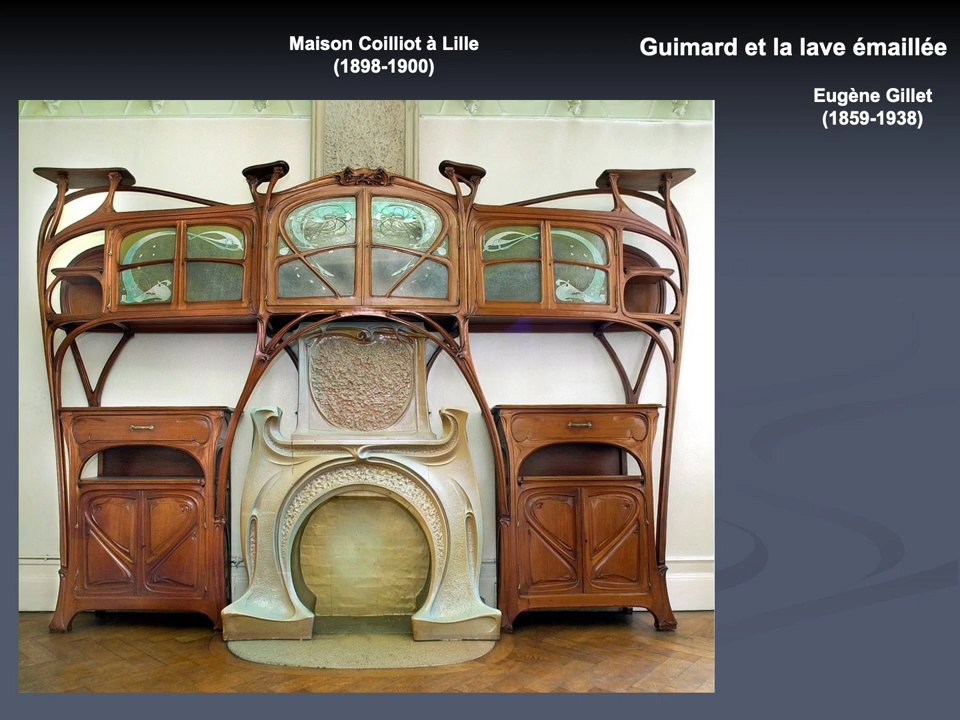 Maison Coilliot à Lille
(1898-1900)
Guimard et la lave émaillée
Eugène Gillet
(1859-1938)